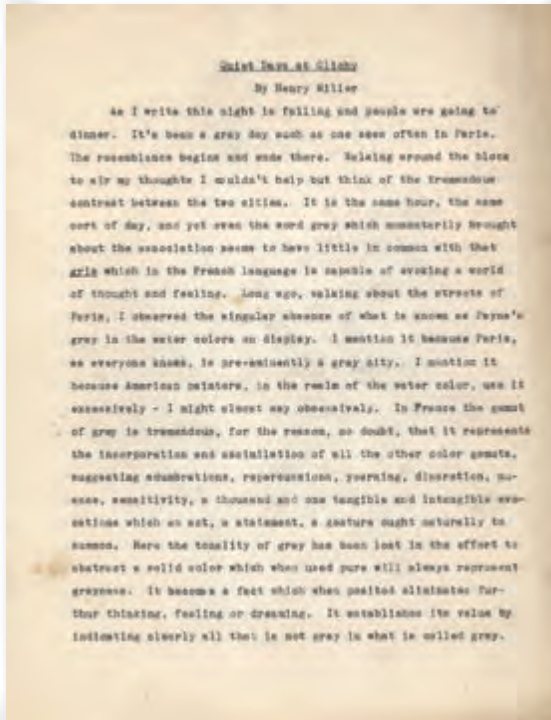 Quiet Days at Clichy
By Henry Miller
As I write this night is falling and people are going to
dinner. It's been a gray day such as one sees often in Paris.
The resemblance begins and ends there. Walking around the block
to air my thoughts I couldn't help but think of the tremendous
contrast between the two cities. It is the same hour, the same
sort of day, and yet even the word gray which momentarily brought
about the association seems to have little in common with that
gris which in the French language is capable of evoking a world
of thought and feeling. Long ago, walking about the streets of
Paris, I observed the singular absence of what is known as Payne's
gray in the water colors on display. I mention it because Paris,
as everyone knows, is pre-eminently a gray city. I mention it
because American painters, in the realm of the water color, use it
excessively - I might almost say obsessively. In France the gamut
of gray is tremendous, for the reason, no doubt, that it represents
the incorporation and assimilation of all the other color gamuts,
suggesting adumbrations, repercussions, yearning, discretion, nu-
ance, sensitivity, a thousand and one tangible and intangible evo-
cations which an act, a statement, a gesture ought naturally to
summon. Here the tonality of gray has been lost in the effort to
abstract a solid color which when used pure will always represent
grayness. It becomes a fact which when posited eliminates fur-
thur thinking, feeling or dreaming. It establishes its value by
indicating clearly all that is not gray in what is called gray.